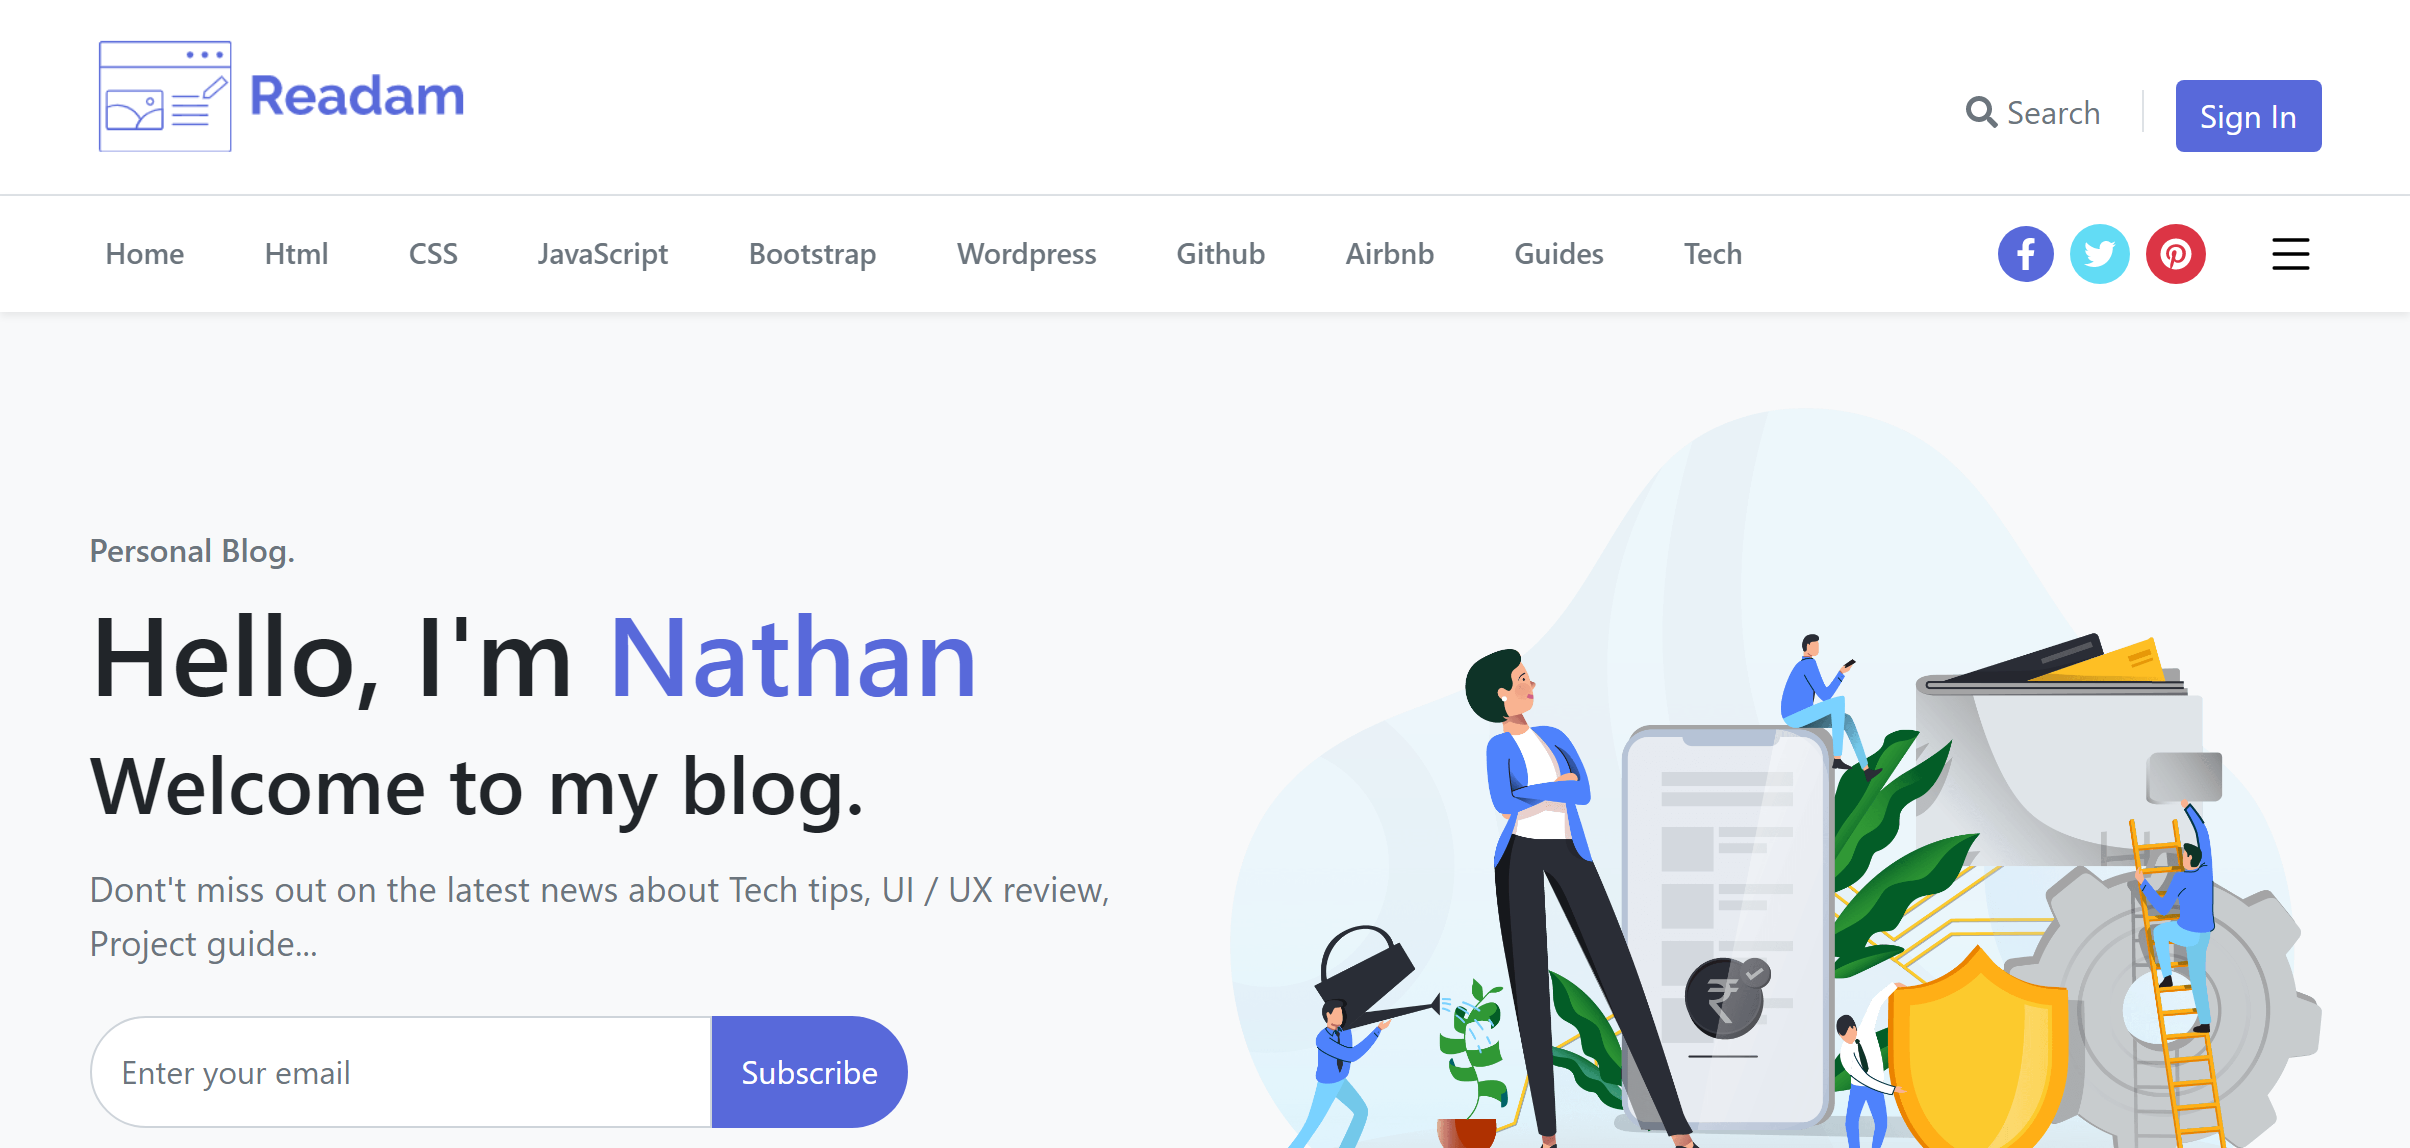 Readam
Search
Sign In
Home Html CSS JavaScript Bootstrap Wordpress Github Airbnb Guides Tech
Personal Blog.
Hello, I'm Nathan
Welcome to my blog.
Dont't miss out on the latest news about Tech tips, UI / UX review,
Project guide...
Enter your email
Subscribe
₹